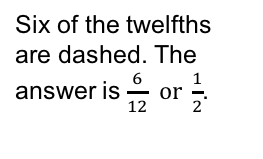 Six of the twelfths
are dashed. The
answer is 6/12 or 1/2.